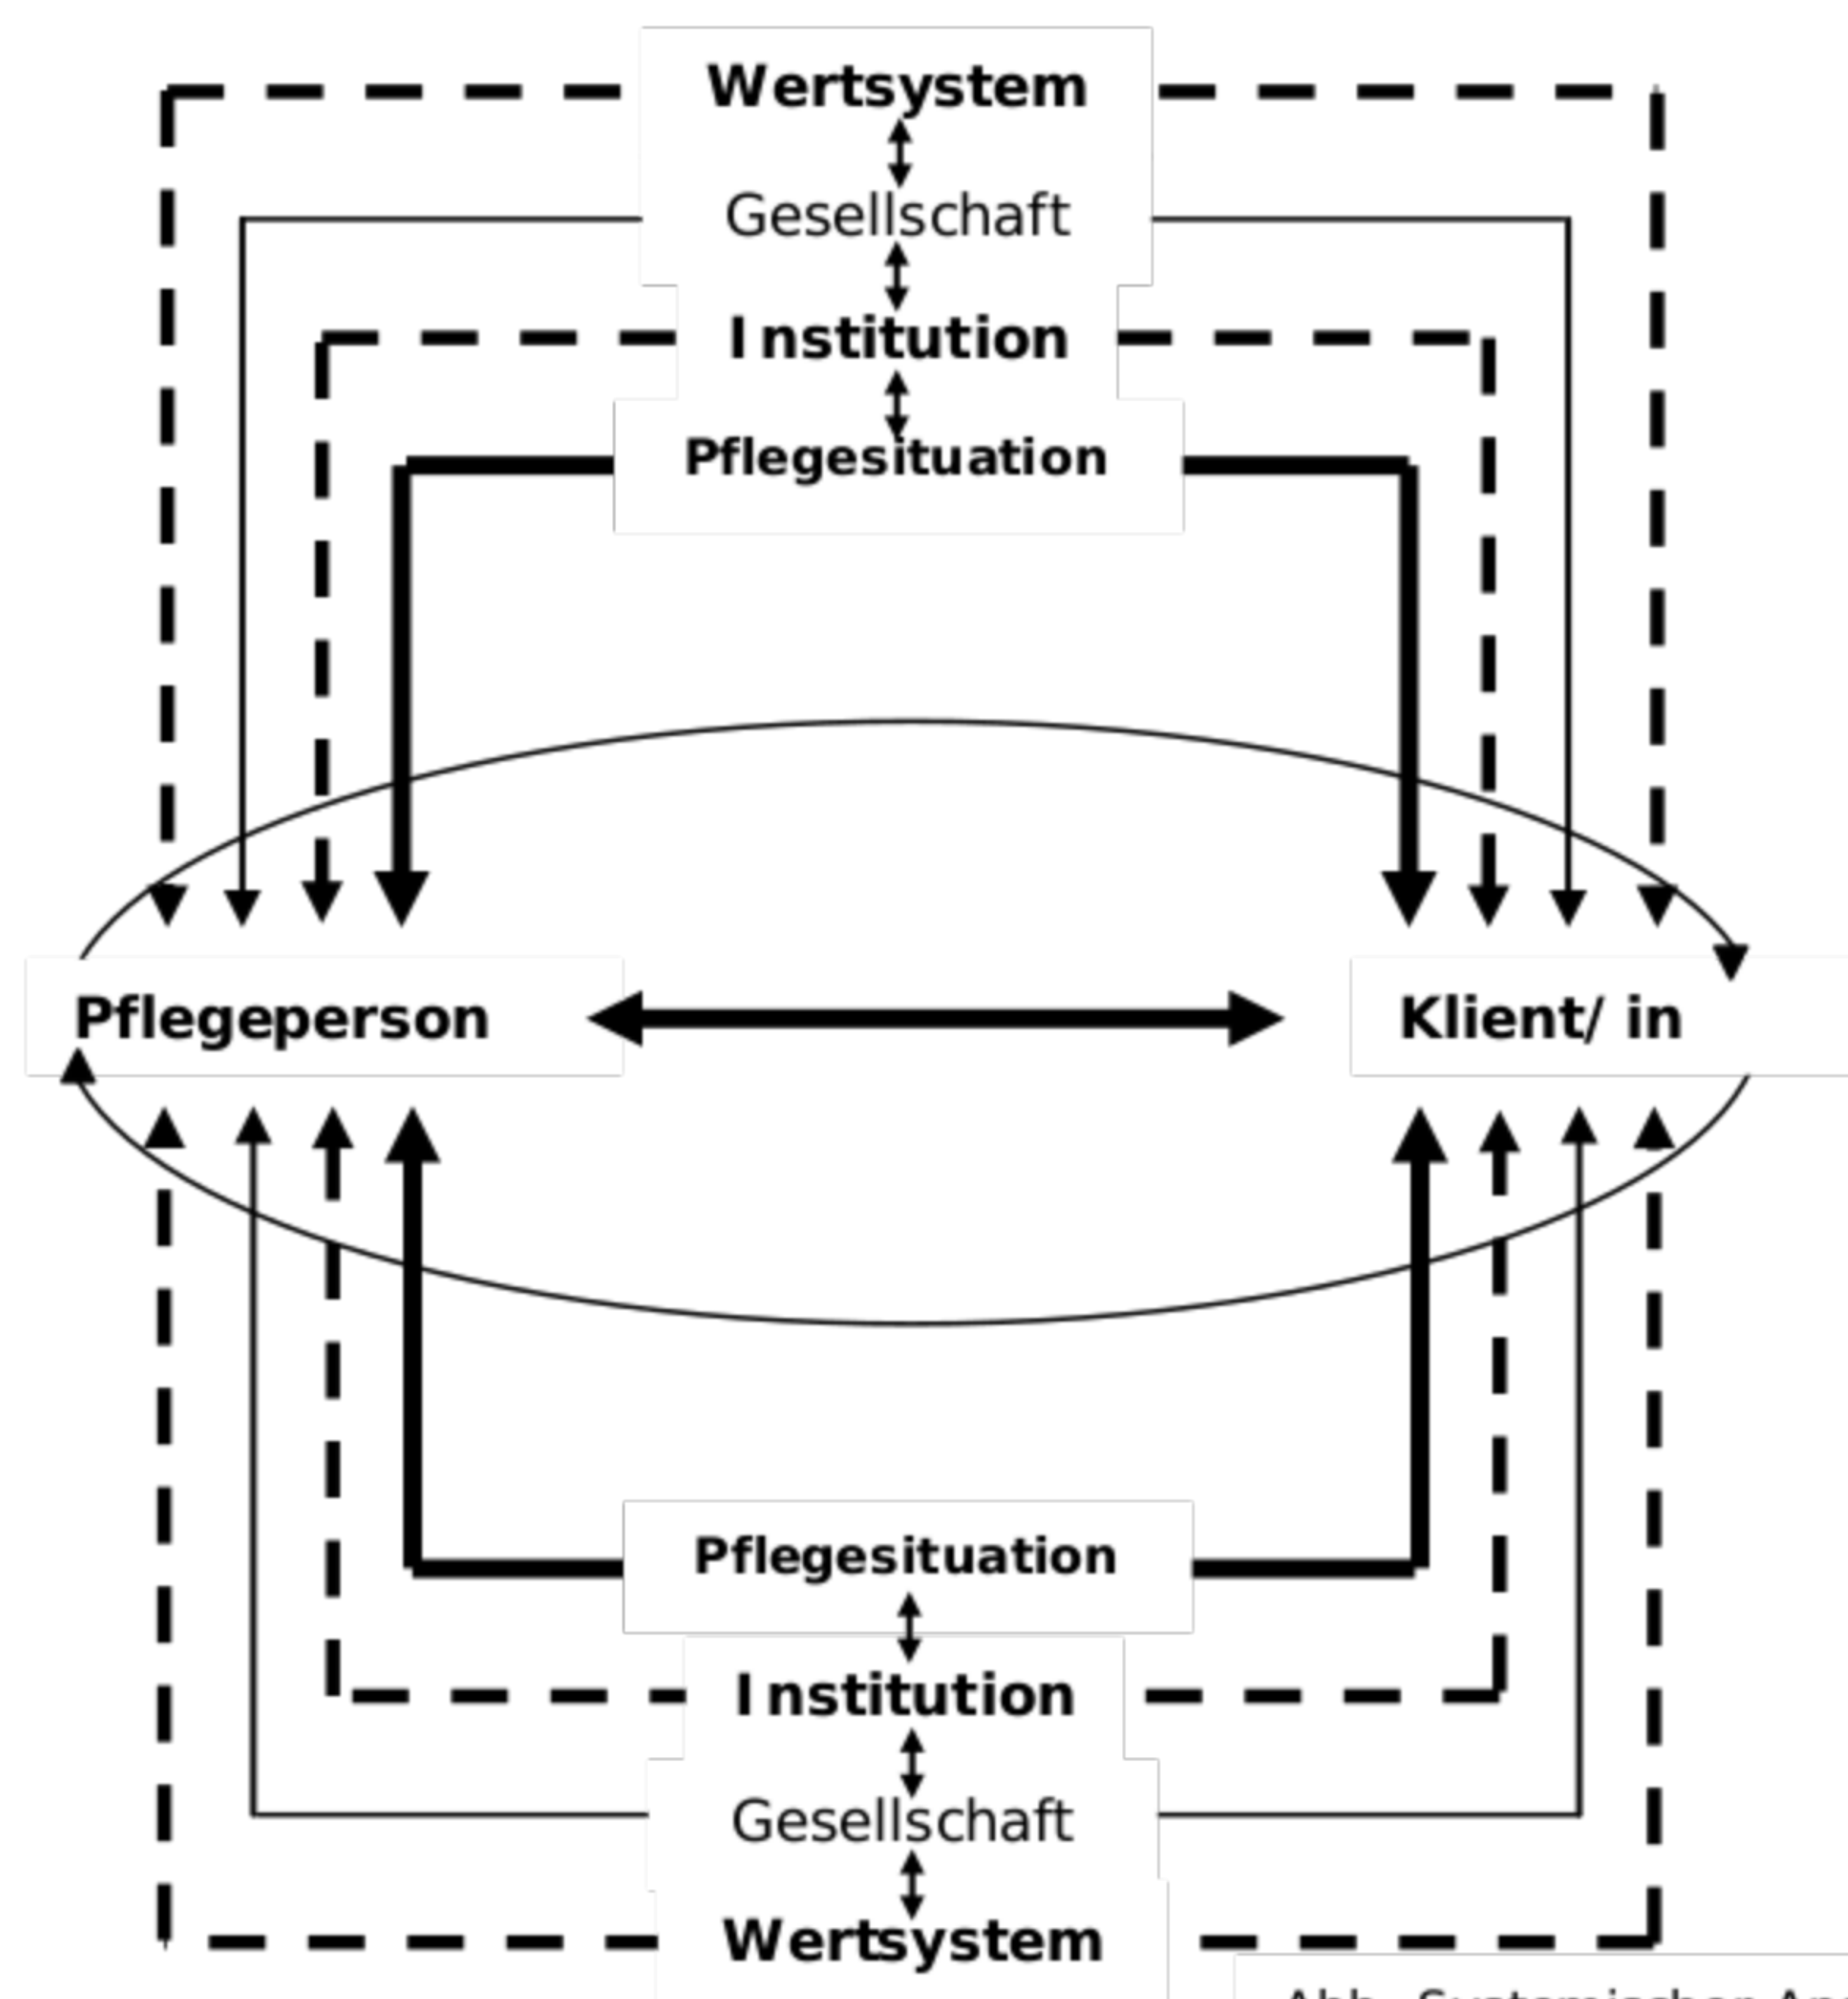 Wertsystem
Gesellschaft
Institution
Pflegesituation
Pflegeperson
Klient/ in
Pflegesituation
Institution
Gesellschaft
Wertsystem